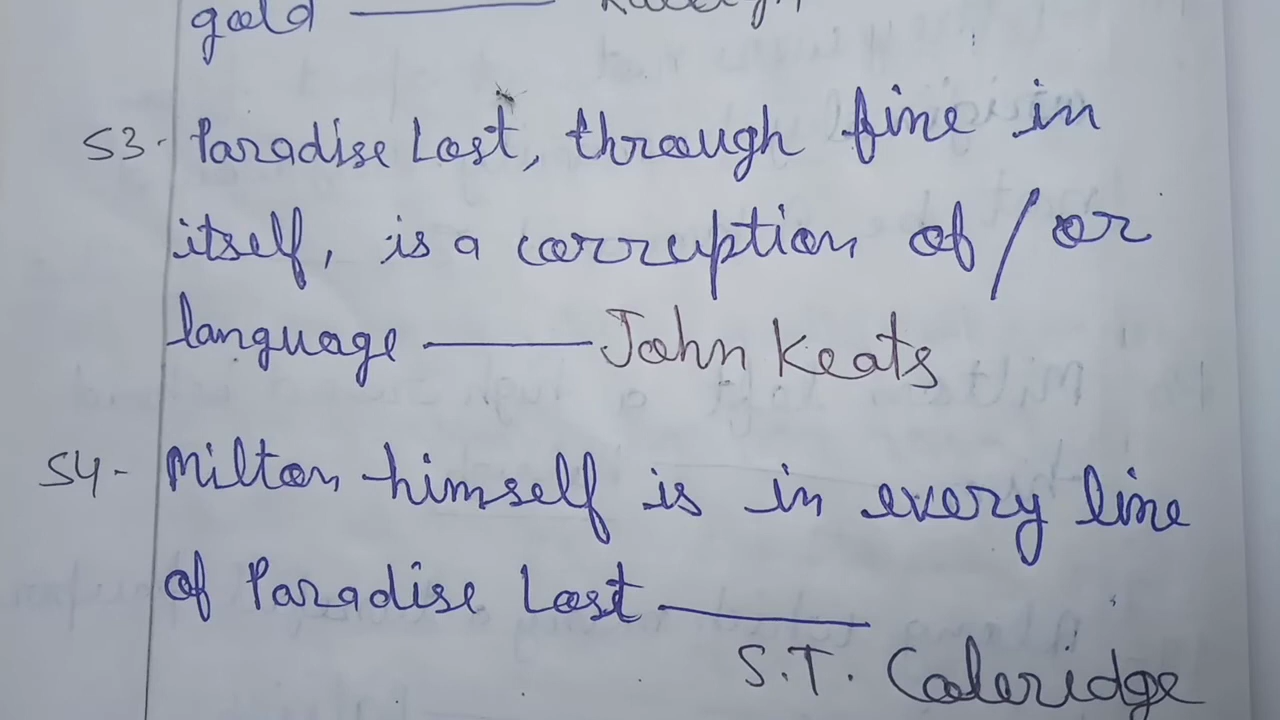 gold ———
53- Paradise Lost, through fine in
itself, is a corruption of / or
language ——— John Keats
54- Milton himself is in every line
of Paradise Lost ———
S.T. Coleridge